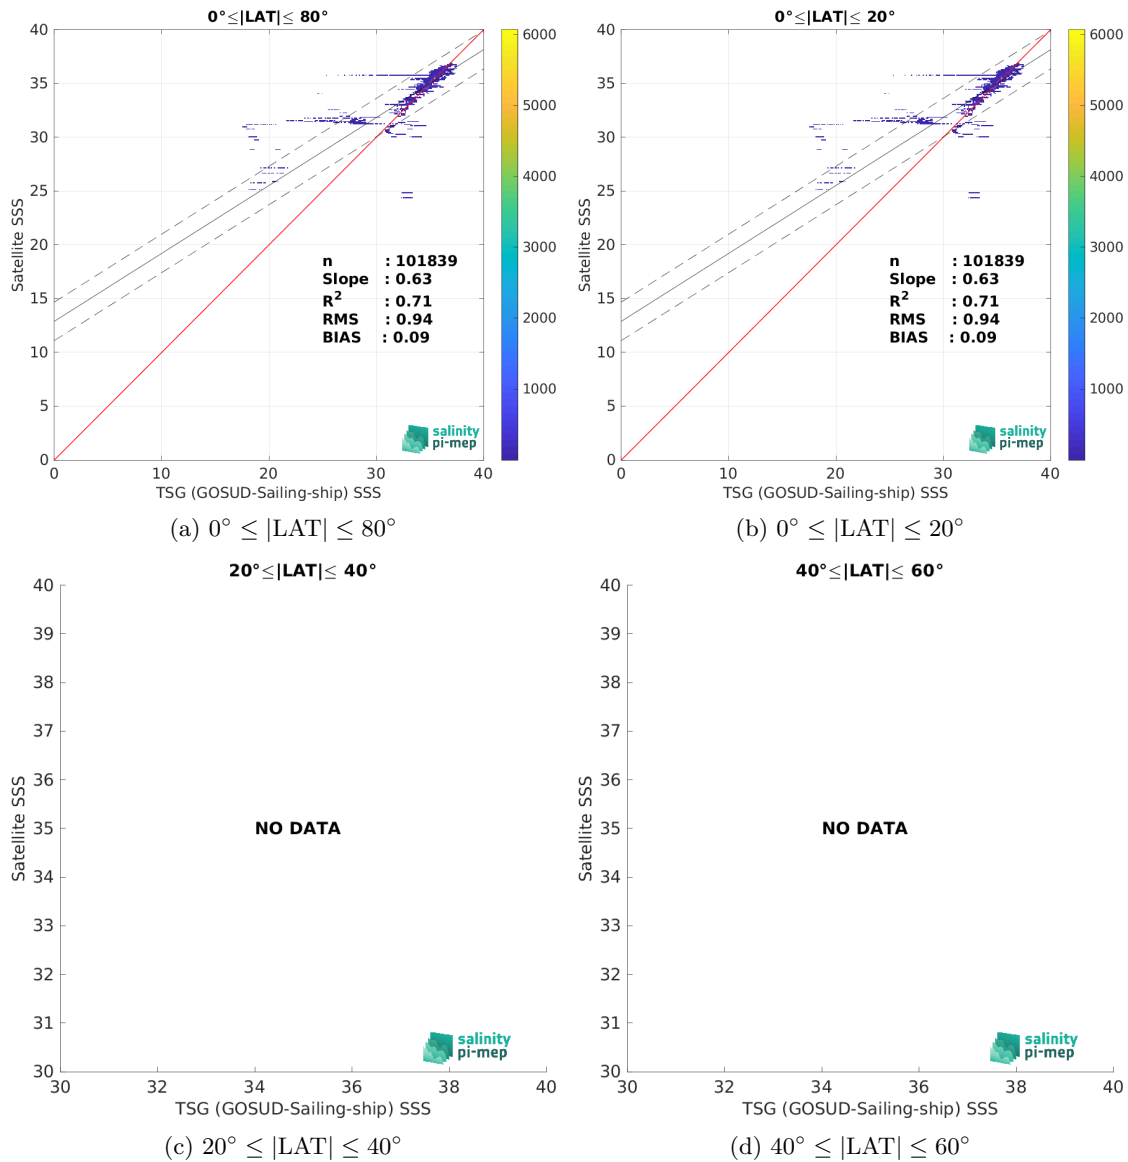 0°≤|LAT|≤ 80°
40
35
30
25
20
15
10
5
0
0
10
20
30
40
Satellite SSS
TSG (GOSUD-Sailing-ship) SSS
n : 101839
Slope : 0.63
R² : 0.71
RMS : 0.94
BIAS : 0.09
salinity
pi-mep
6000
5000
4000
3000
2000
1000
(a) 0° ≤ |LAT| ≤ 80°
0°≤|LAT|≤ 20°
40
35
30
25
20
15
10
5
0
0
10
20
30
40
Satellite SSS
TSG (GOSUD-Sailing-ship) SSS
n : 101839
Slope : 0.63
R² : 0.71
RMS : 0.94
BIAS : 0.09
salinity
pi-mep
6000
5000
4000
3000
2000
1000
(b) 0° ≤ |LAT| ≤ 20°
20°≤|LAT|≤ 40°
40
39
38
37
36
35
34
33
32
31
30
30
32
34
36
38
40
Satellite SSS
NO DATA
salinity
pi-mep
TSG (GOSUD-Sailing-ship) SSS
(c) 20° ≤ |LAT| ≤ 40°
40°≤|LAT|≤ 60°
40
39
38
37
36
35
34
33
32
31
30
30
32
34
36
38
40
Satellite SSS
NO DATA
salinity
pi-mep
TSG (GOSUD-Sailing-ship) SSS
(d) 40° ≤ |LAT| ≤ 60°